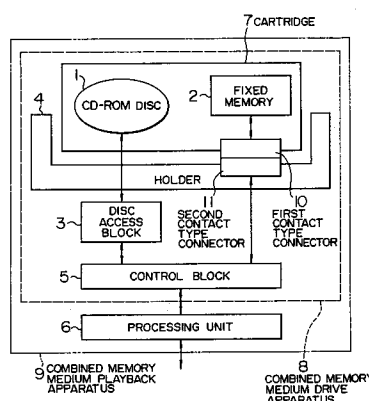 7 CARTRIDGE
1
CD-ROM DISC
2
FIXED
MEMORY
4
HOLDER
11
10
3
DISC
ACCESS
BLOCK
SECOND
CONTACT
TYPE
CONNECTOR
FIRST
CONTACT
TYPE
CONNECTOR
5
CONTROL BLOCK
6
PROCESSING UNIT
9 COMBINED MEMORY
MEDIUM PLAYBACK
APPARATUS
8
COMBINED MEMORY
MEDIUM DRIVE
APPARATUS